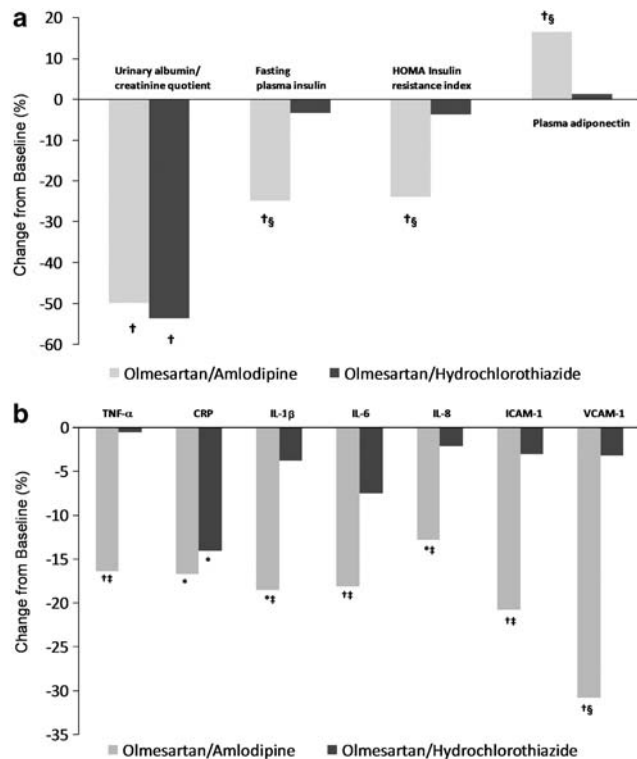 a
20
10
0
-10
-20
-30
-40
-50
-60
Change from Baseline (%)
Urinary albumin/
creatinine quotient
Fasting
plasma insulin
HOMA Insulin
resistance index
Plasma adiponectin
†§
†§
†§
†
†
Olmesartan/Amlodipine
Olmesartan/Hydrochlorothiazide
b
TNF-α
CRP
IL-1β
IL-6
IL-8
ICAM-1
VCAM-1
0
-5
-10
-15
-20
-25
-30
-35
Change from Baseline (%)
†‡
*
*
*‡
†‡
*‡
†‡
†§
Olmesartan/Amlodipine
Olmesartan/Hydrochlorothiazide